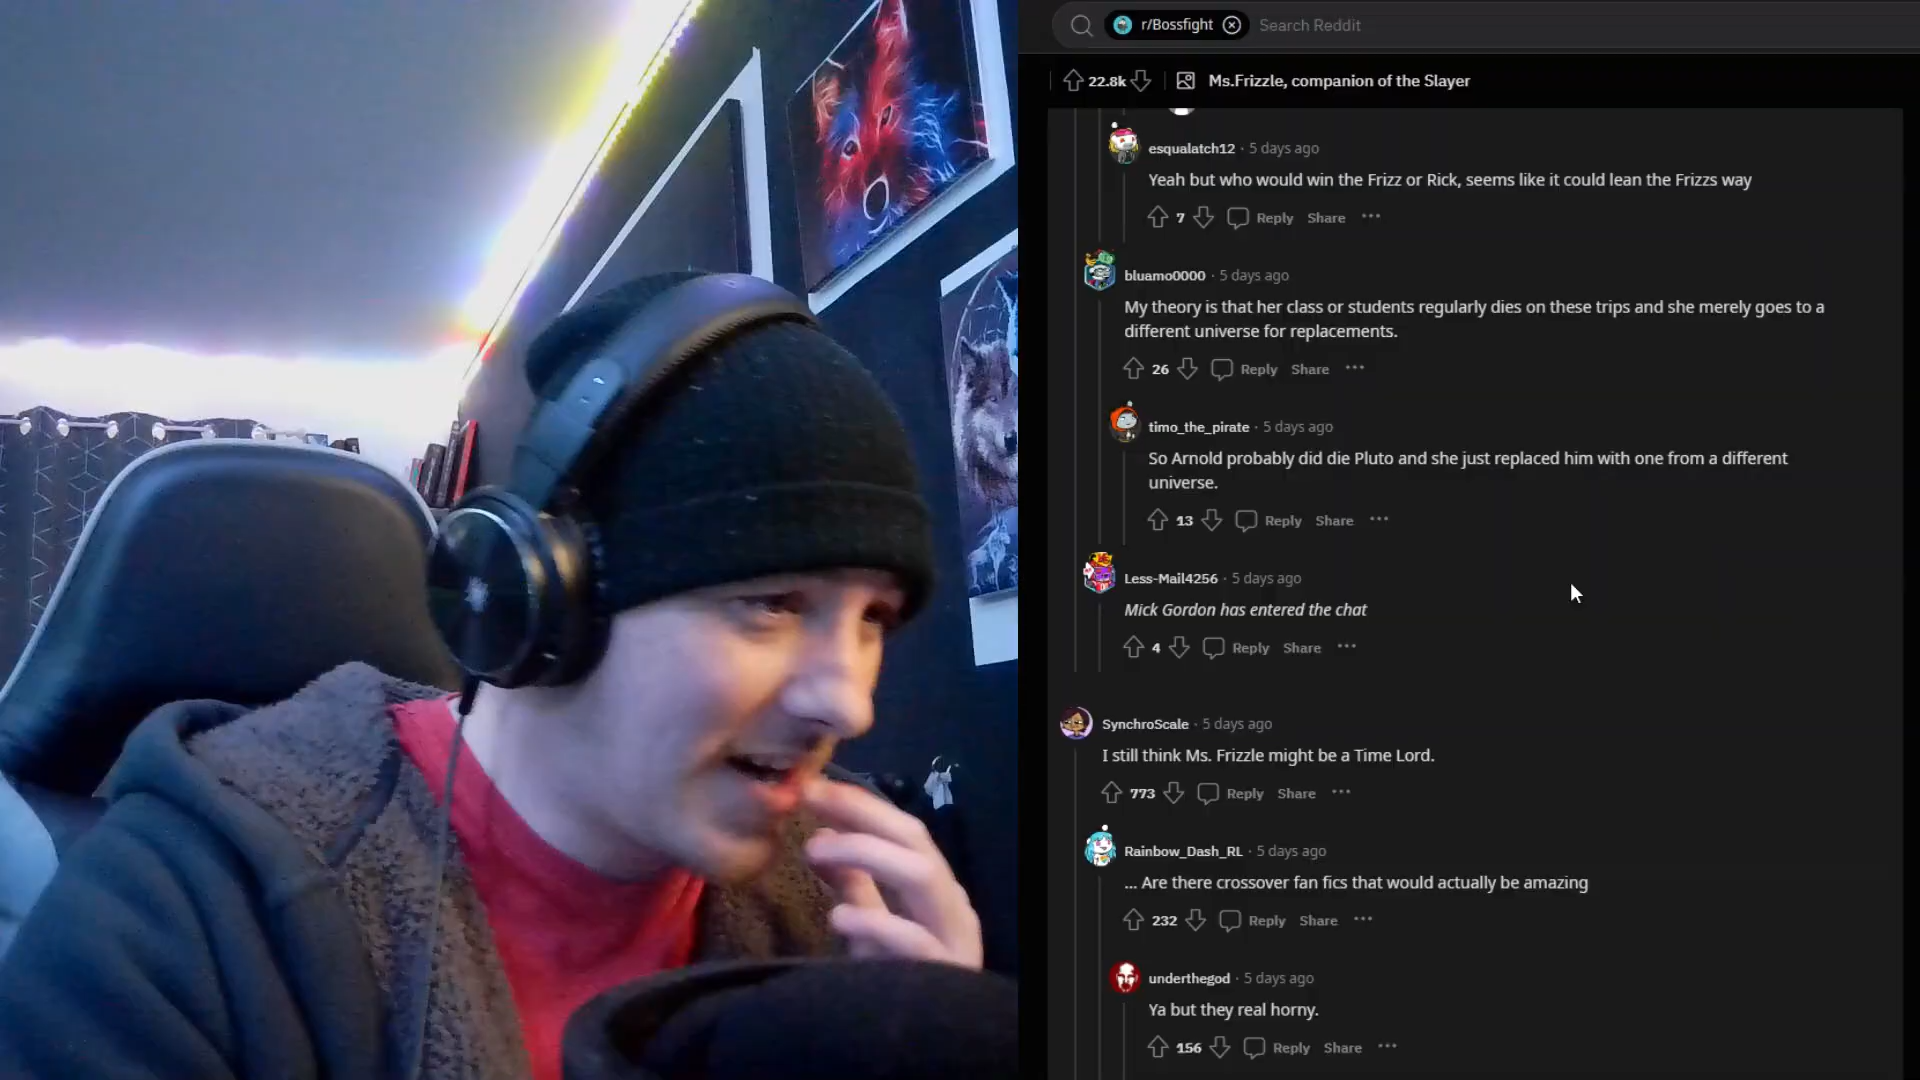 r/Bossfight
Search Reddit
22.8k
Ms.Frizzle, companion of the Slayer
esqualatch12 · 5 days ago
Yeah but who would win the Frizz or Rick, seems like it could lean the Frizzs way
7 Reply Share ···
bluamo0000 · 5 days ago
My theory is that her class or students regularly dies on these trips and she merely goes to a
different universe for replacements.
26 Reply Share ···
timo_the_pirate · 5 days ago
So Arnold probably did die Pluto and she just replaced him with one from a different
universe.
13 Reply Share ···
Less-Mail4256 · 5 days ago
Mick Gordon has entered the chat
4 Reply Share ···
SynchroScale · 5 days ago
I still think Ms. Frizzle might be a Time Lord.
773 Reply Share ···
Rainbow_Dash_RL · 5 days ago
... Are there crossover fan fics that would actually be amazing
232 Reply Share ···
underthegod · 5 days ago
Ya but they real horny.
156 Reply Share ···